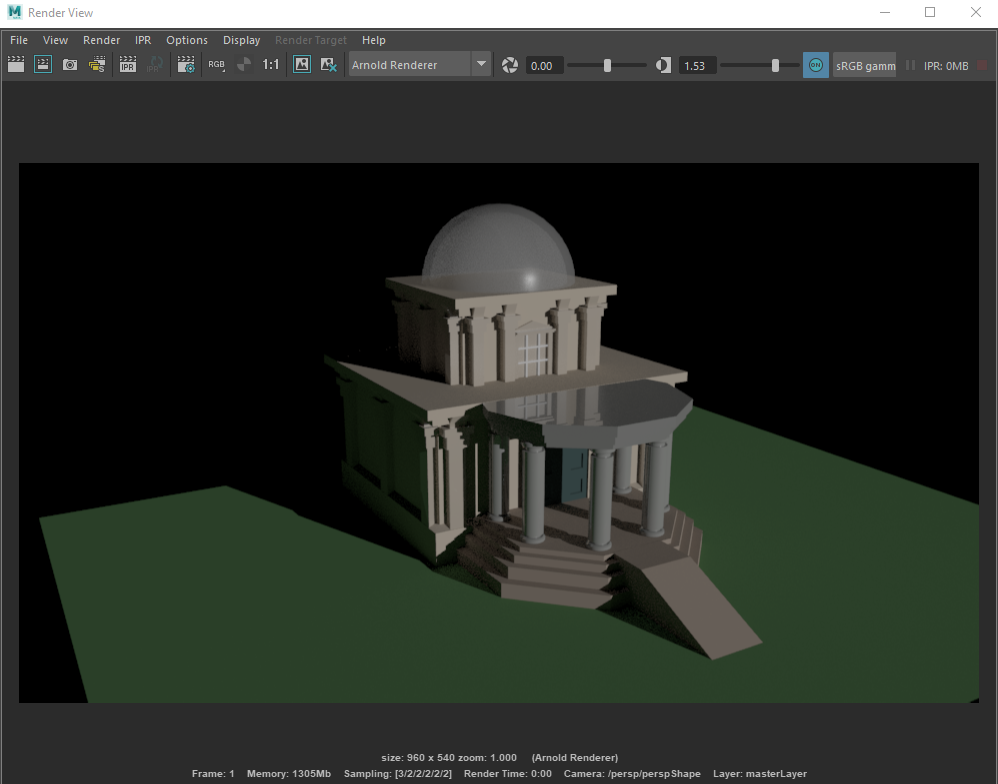 Render View
File View Render IPR Options Display Render Target Help
RGB 1:1 Arnold Renderer 0.00 1.53 ON sRGB gamm IPR: 0MB
size: 960 x 540 zoom: 1.000 (Arnold Renderer)
Frame: 1 Memory: 1305Mb Sampling: [3/2/2/2/2/2] Render Time: 0:00 Camera: /persp/perspShape Layer: masterLayer